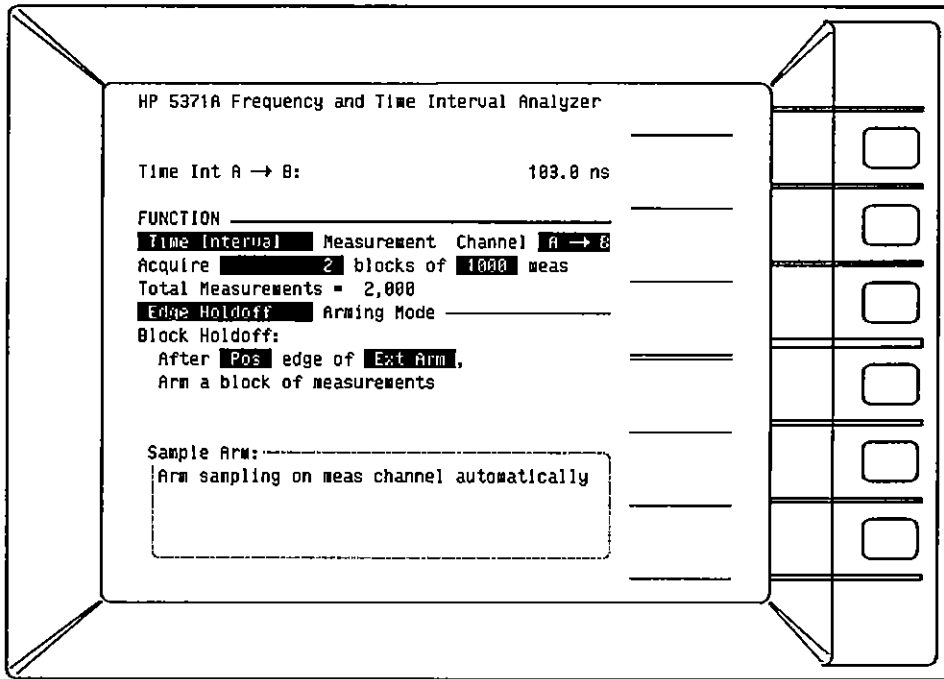 HP 5371A Frequency and Time Interval Analyzer
Time Int A → B: 103.0 ns
FUNCTION
Time Interval Measurement Channel A → B
Acquire 2 blocks of 1000 meas
Total Measurements = 2,000
Edge Holdoff Arming Mode
Block Holdoff:
After Pos edge of Ext Arm,
Arm a block of measurements
Sample Arm:
Arm sampling on meas channel automatically